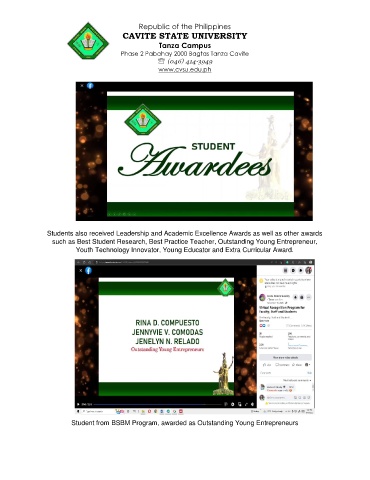 Republic of the Philippines
CAVITE STATE UNIVERSITY
Tanza Campus
Phase 2 Pabahay 2000 Bagtas Tanza Cavite
☏ (046) 414-3949
www.cvsu.edu.ph
STUDENT
Awardees
Students also received Leadership and Academic Excellence Awards as well as other awards
such as Best Student Research, Best Practice Teacher, Outstanding Young Entrepreneur,
Youth Technology Innovator, Young Educator and Extra Curricular Award.
RINA D. COMPUESTO
JENNYVIE V. COMODAS
JENELYN N. RELADO
Outstanding Young Entrepreneurs
Virtual Recognition Program for
Faculty, Staff and Students
Student from BSBM Program, awarded as Outstanding Young Entrepreneurs